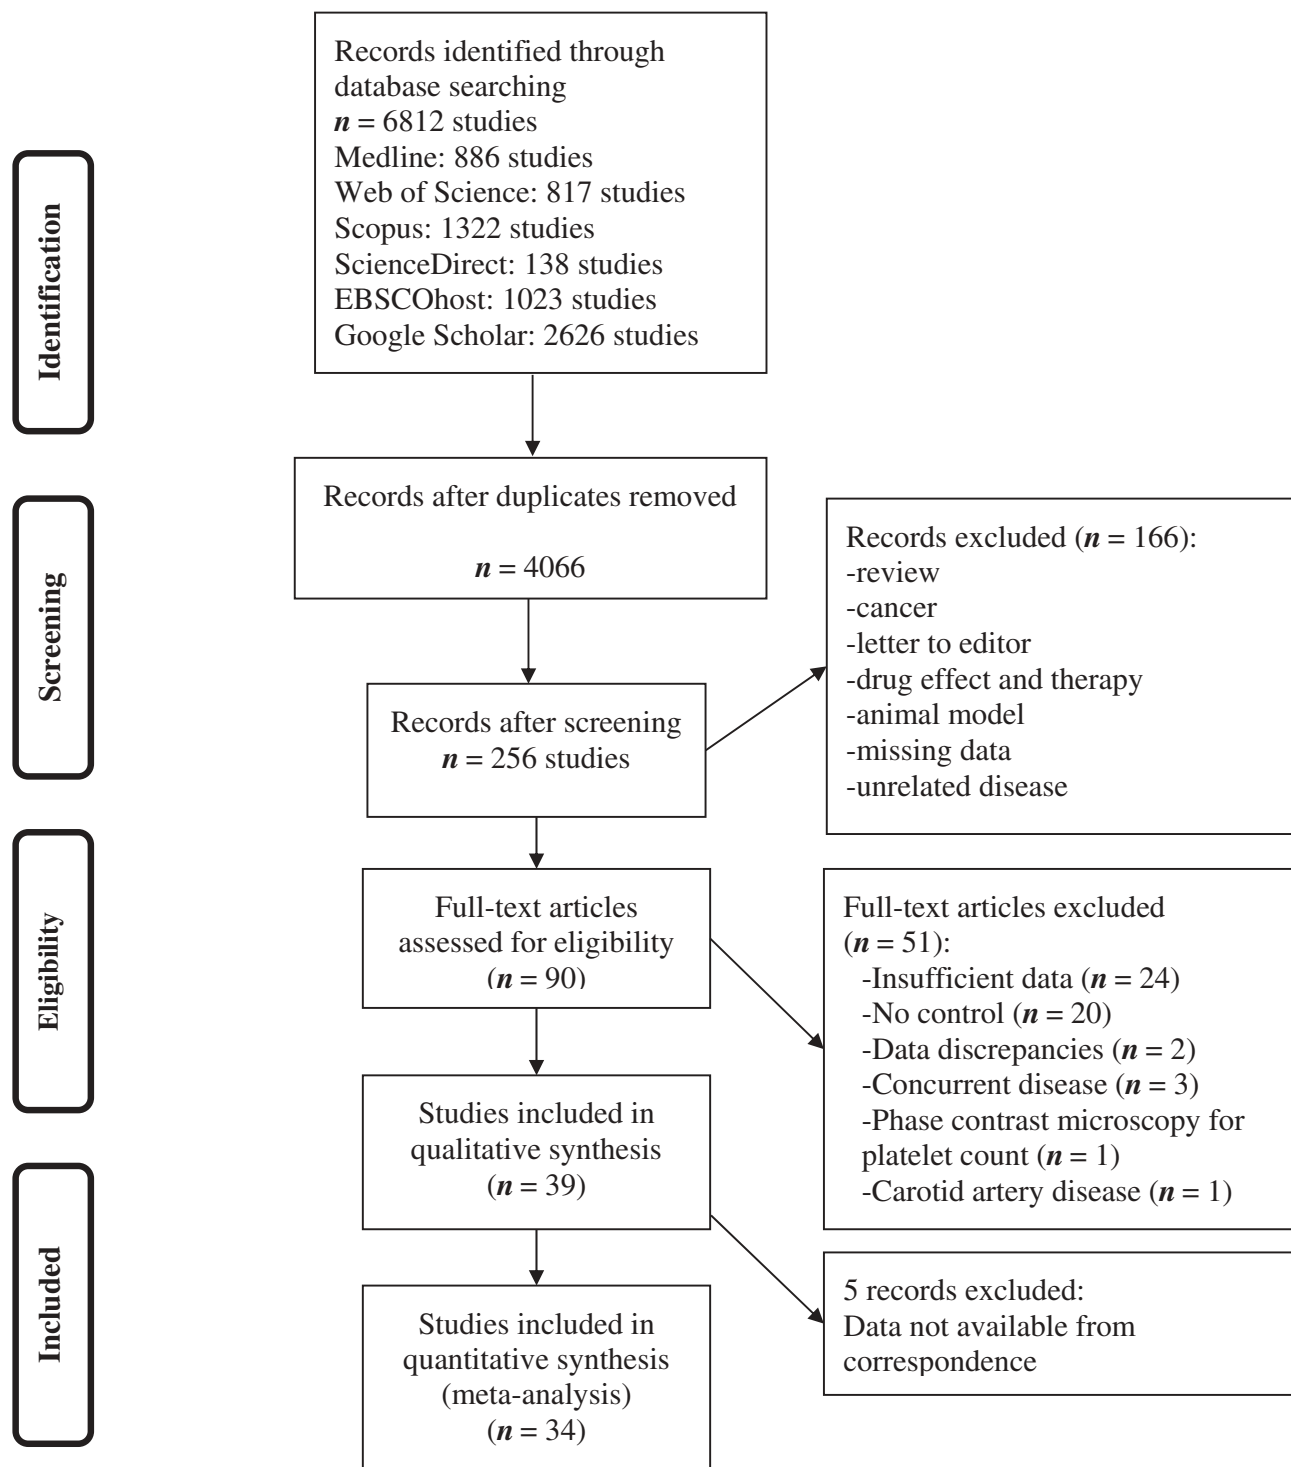 Records identified through
database searching
n = 6812 studies
Medline: 886 studies
Web of Science: 817 studies
Scopus: 1322 studies
ScienceDirect: 138 studies
EBSCOhost: 1023 studies
Google Scholar: 2626 studies
Identification
Records after duplicates removed
n = 4066
Screening
Records excluded (n = 166):
-review
-cancer
-letter to editor
-drug effect and therapy
-animal model
-missing data
-unrelated disease
Records after screening
n = 256 studies
Eligibility
Full-text articles
assessed for eligibility
(n = 90)
Full-text articles excluded
(n = 51):
-Insufficient data (n = 24)
-No control (n = 20)
-Data discrepancies (n = 2)
-Concurrent disease (n = 3)
-Phase contrast microscopy for
platelet count (n = 1)
-Carotid artery disease (n = 1)
Studies included in
qualitative synthesis
(n = 39)
Included
5 records excluded:
Data not available from
correspondence
Studies included in
quantitative synthesis
(meta-analysis)
(n = 34)